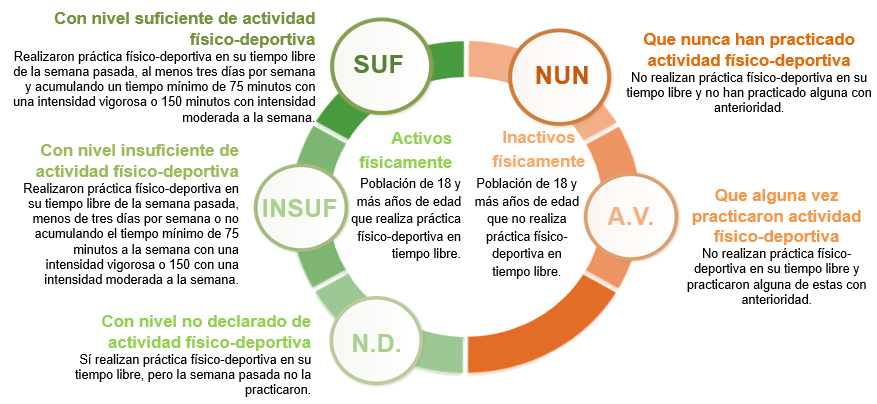 Con nivel suficiente de actividad
físico-deportiva
Realizaron práctica físico-deportiva en su tiempo libre
de la semana pasada, al menos tres días por semana
y acumulando un tiempo mínimo de 75 minutos con
una intensidad vigorosa o 150 minutos con intensidad
moderada a la semana.
SUF
Con nivel insuficiente de
actividad físico-deportiva
Realizaron práctica físico-deportiva en
su tiempo libre de la semana pasada,
menos de tres días por semana o no
acumulando el tiempo mínimo de 75
minutos a la semana con una
intensidad vigorosa o 150 con una
intensidad moderada a la semana.
INSUF
Con nivel no declarado de
actividad físico-deportiva
Sí realizan práctica físico-deportiva en su
tiempo libre, pero la semana pasada no la
practicaron.
N.D.
Activos
físicamente
Población de 18 y
más años de edad
que realiza práctica
físico-deportiva en
tiempo libre.
Inactivos
físicamente
Población de 18 y
más años de edad
que no realiza
práctica físico-
deportiva en
tiempo libre.
NUN
Que nunca han practicado
actividad físico-deportiva
No realizan práctica físico-deportiva en su
tiempo libre y no han practicado alguna con
anterioridad.
A.V.
Que alguna vez
practicaron actividad
físico-deportiva
No realizan práctica físico-
deportiva en su tiempo libre y
practicaron alguna de estas con
anterioridad.